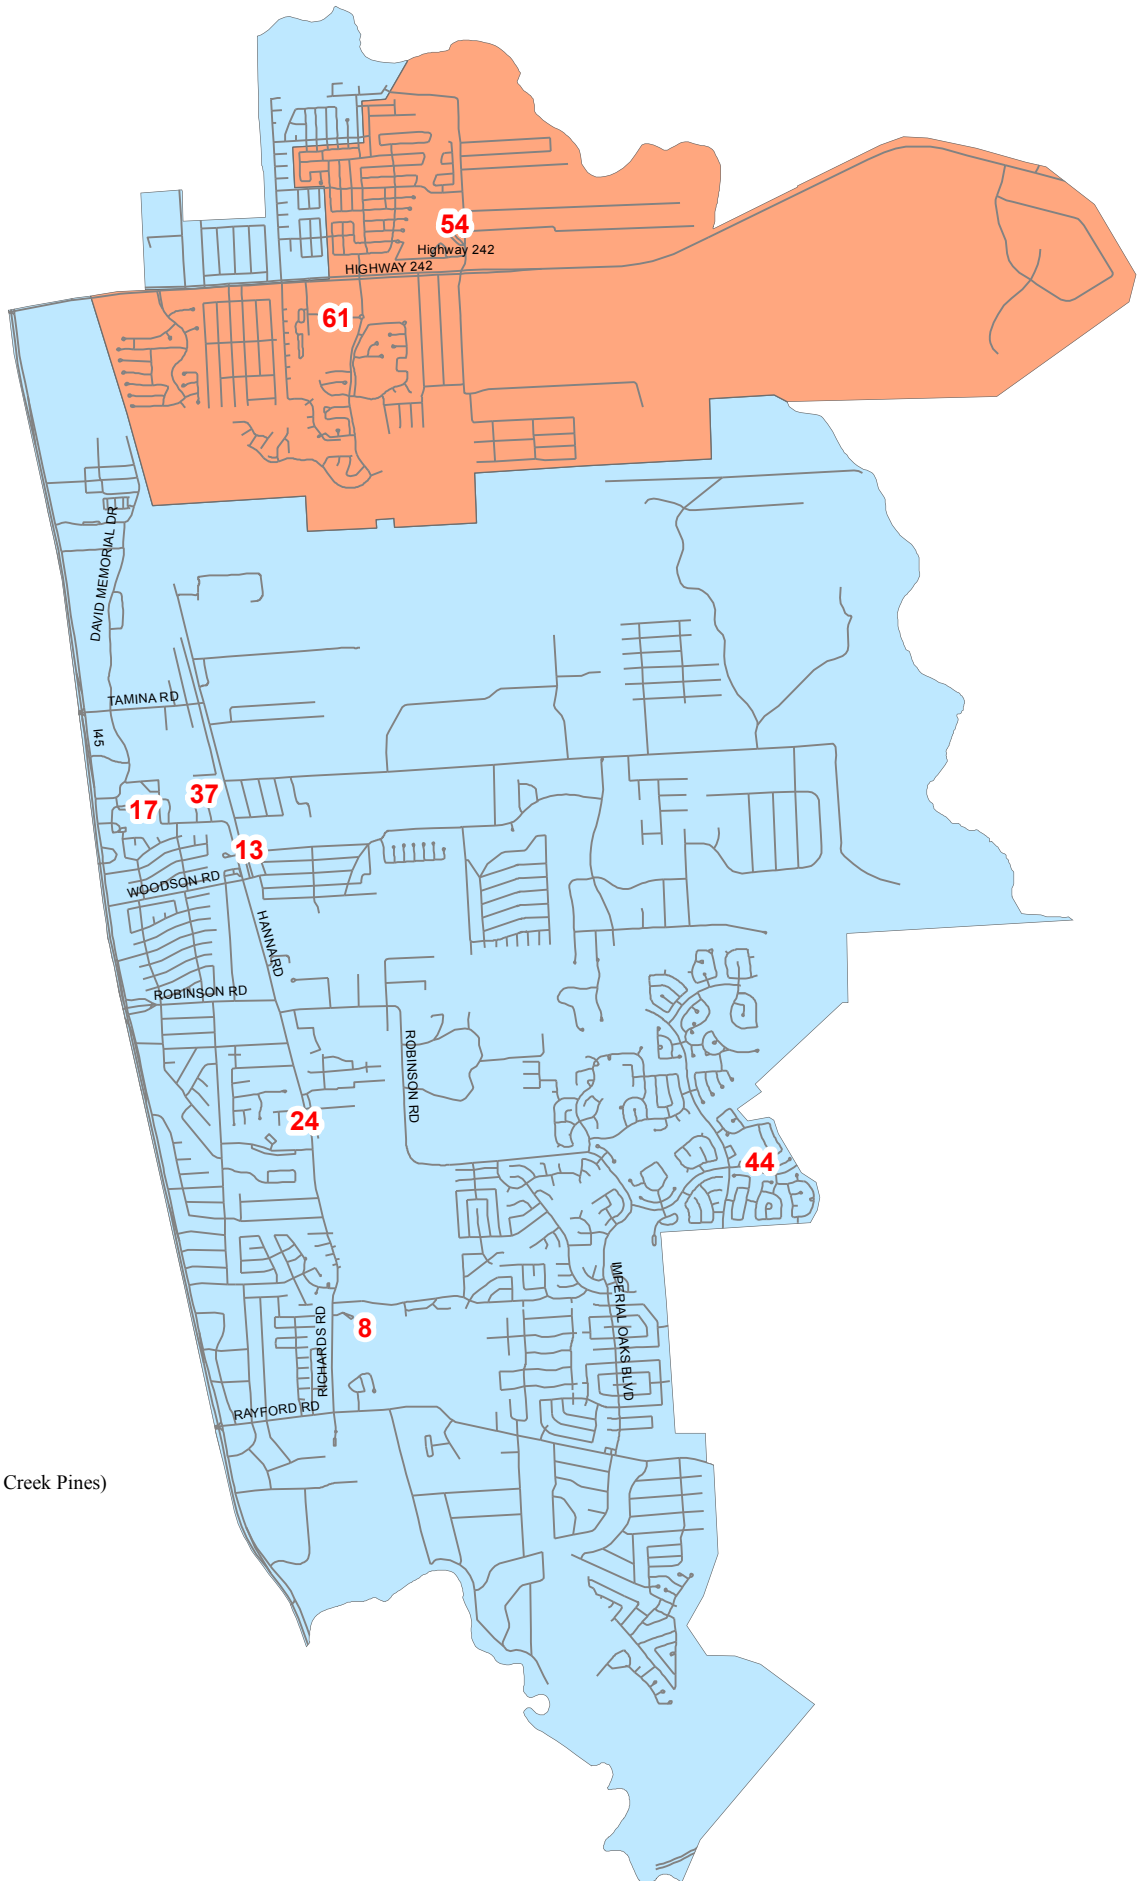 54
Highway 242
HIGHWAY 242
61
DAVID MEMORIAL DR
TAMINA RD
I45
37
17
13
WOODSON RD
HANNA RD
ROBINSON RD
ROBINSON RD
24
44
IMPERIAL OAKS BLVD
RICHARDS RD
8
RAYFORD RD
Creek Pines)